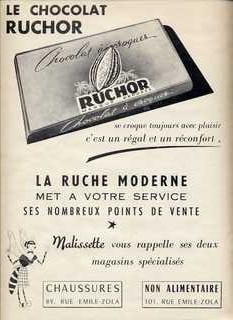 LE CHOCOLAT
RUCHOR
Chocolat à croquer
RUCHOR
Chocolat à croquer
se croque toujours avec plaisir
c'est un régal et un réconfort.
LA RUCHE MODERNE
MET A VOTRE SERVICE
SES NOMBREUX POINTS DE VENTE
Malissette vous rappelle ses deux
magasins spécialisés
CHAUSSURES
89, RUE EMILE-ZOLA
NON ALIMENTAIRE
101, RUE EMILE-ZOLA